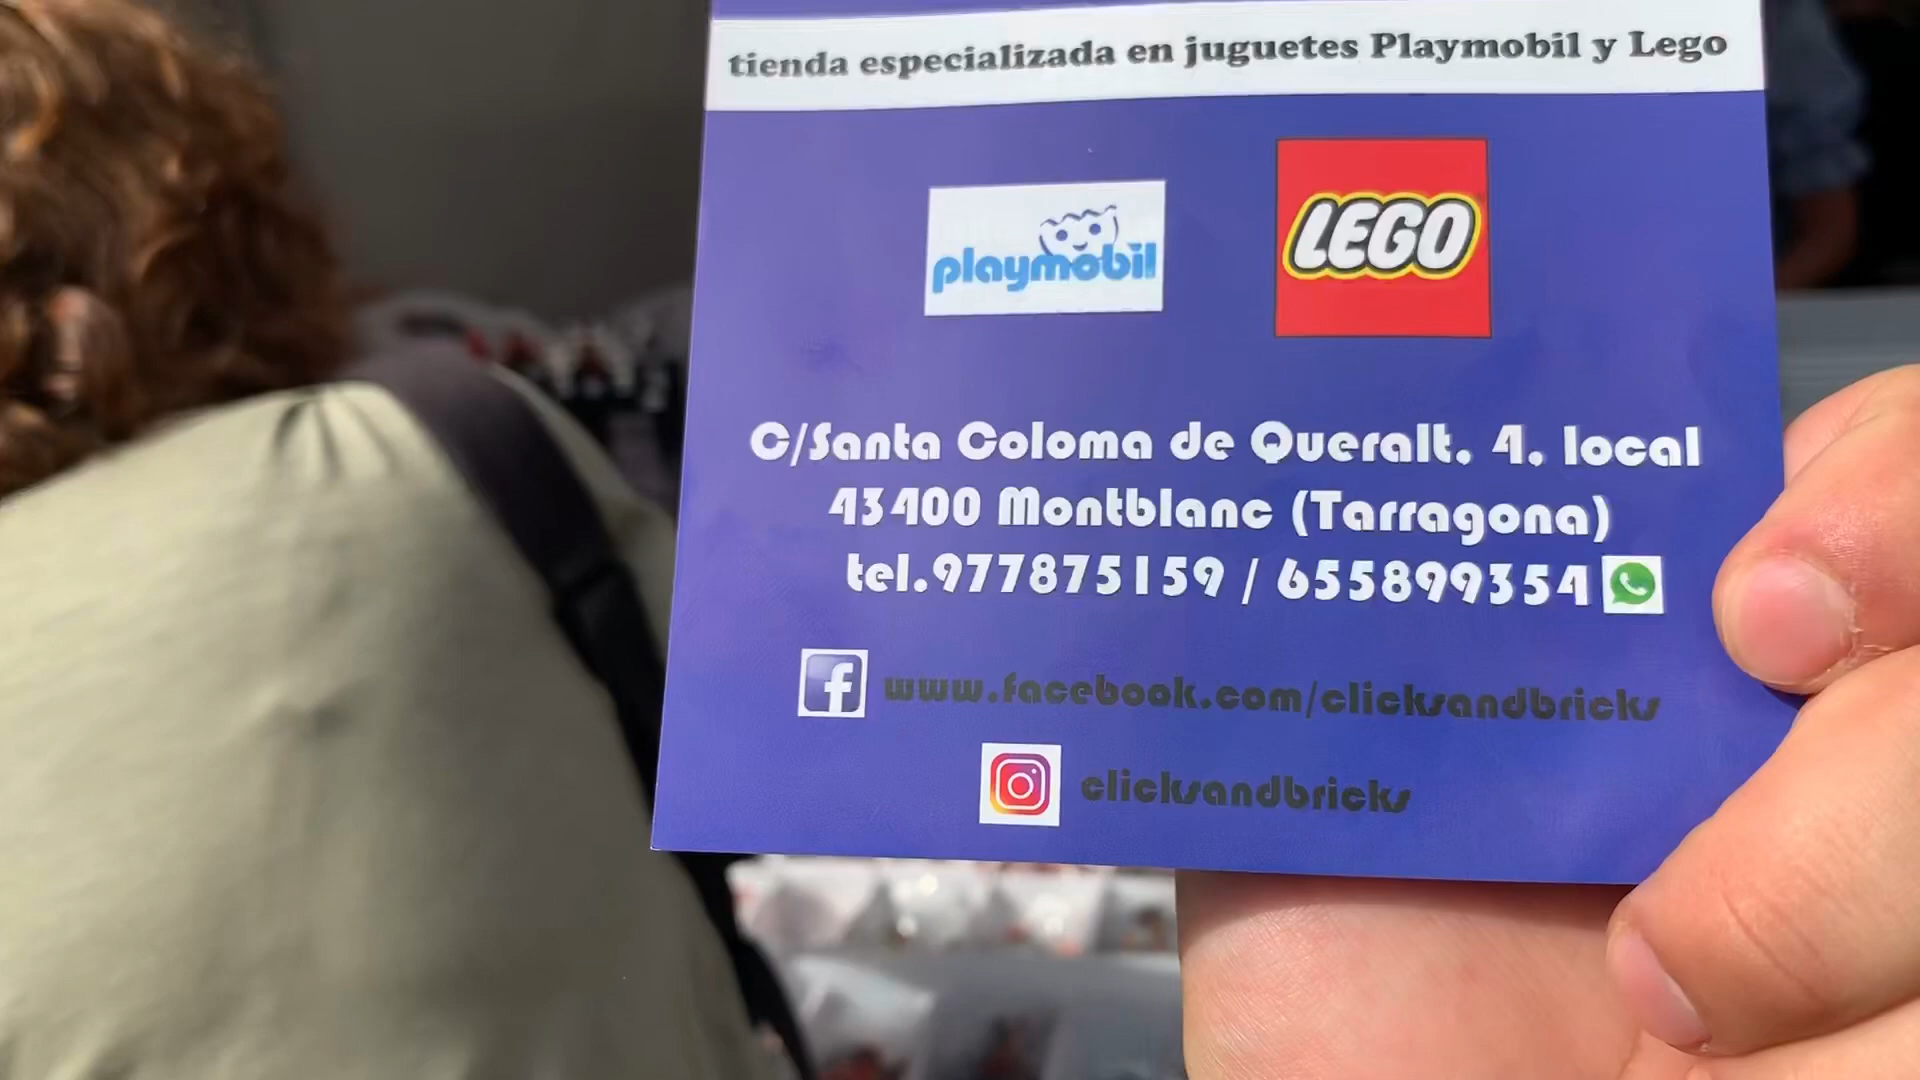 tienda especializada en juguetes Playmobil y Lego
playmobil
LEGO
C/Santa Coloma de Queralt, 4, local
43400 Montblanc (Tarragona)
tel.977875159 / 655899354
f www.facebook.com/clicksandbricks
clicksandbricks